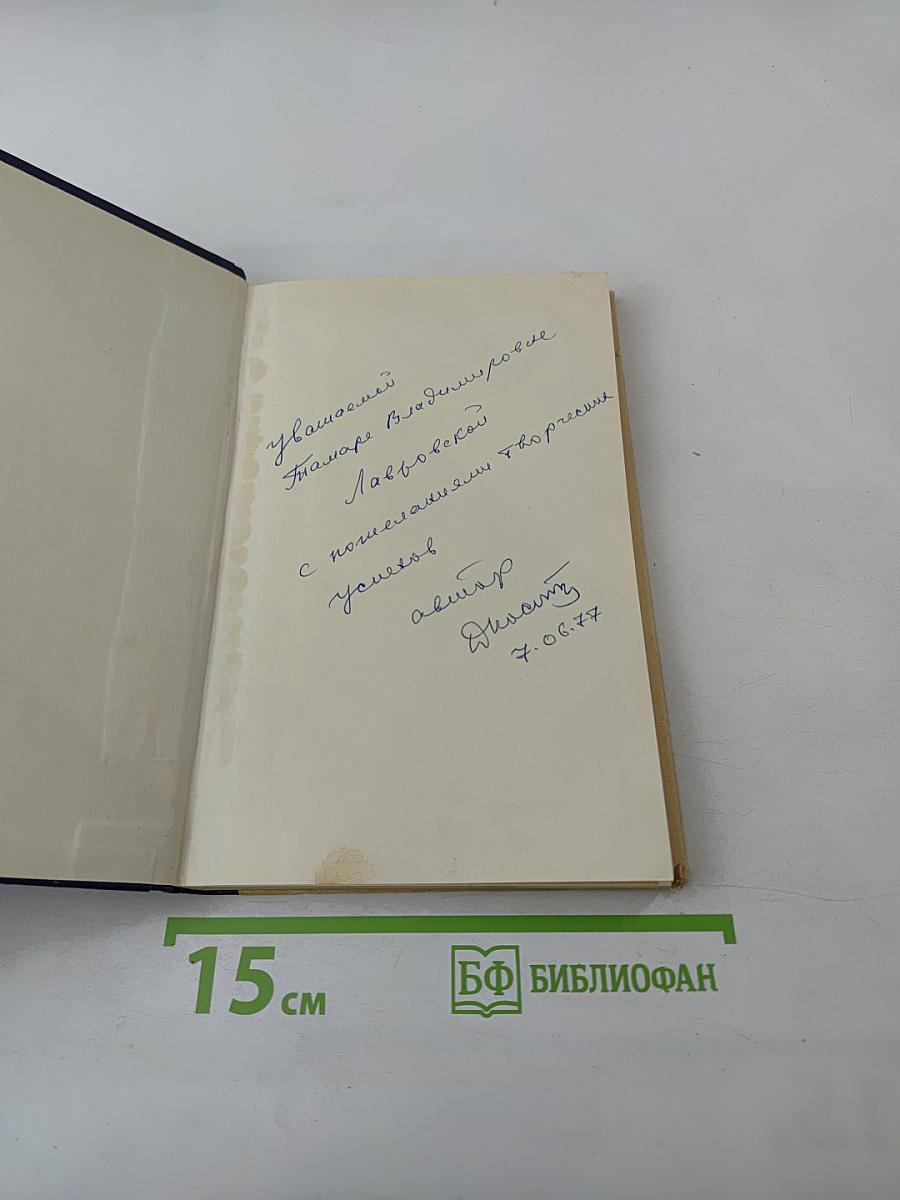 Уважаемой
Тамаре Владимировне
Лавровской
с пожеланиями творческих
успехов
автор
7.06.77
15 см
БФ БИБЛИОФАН